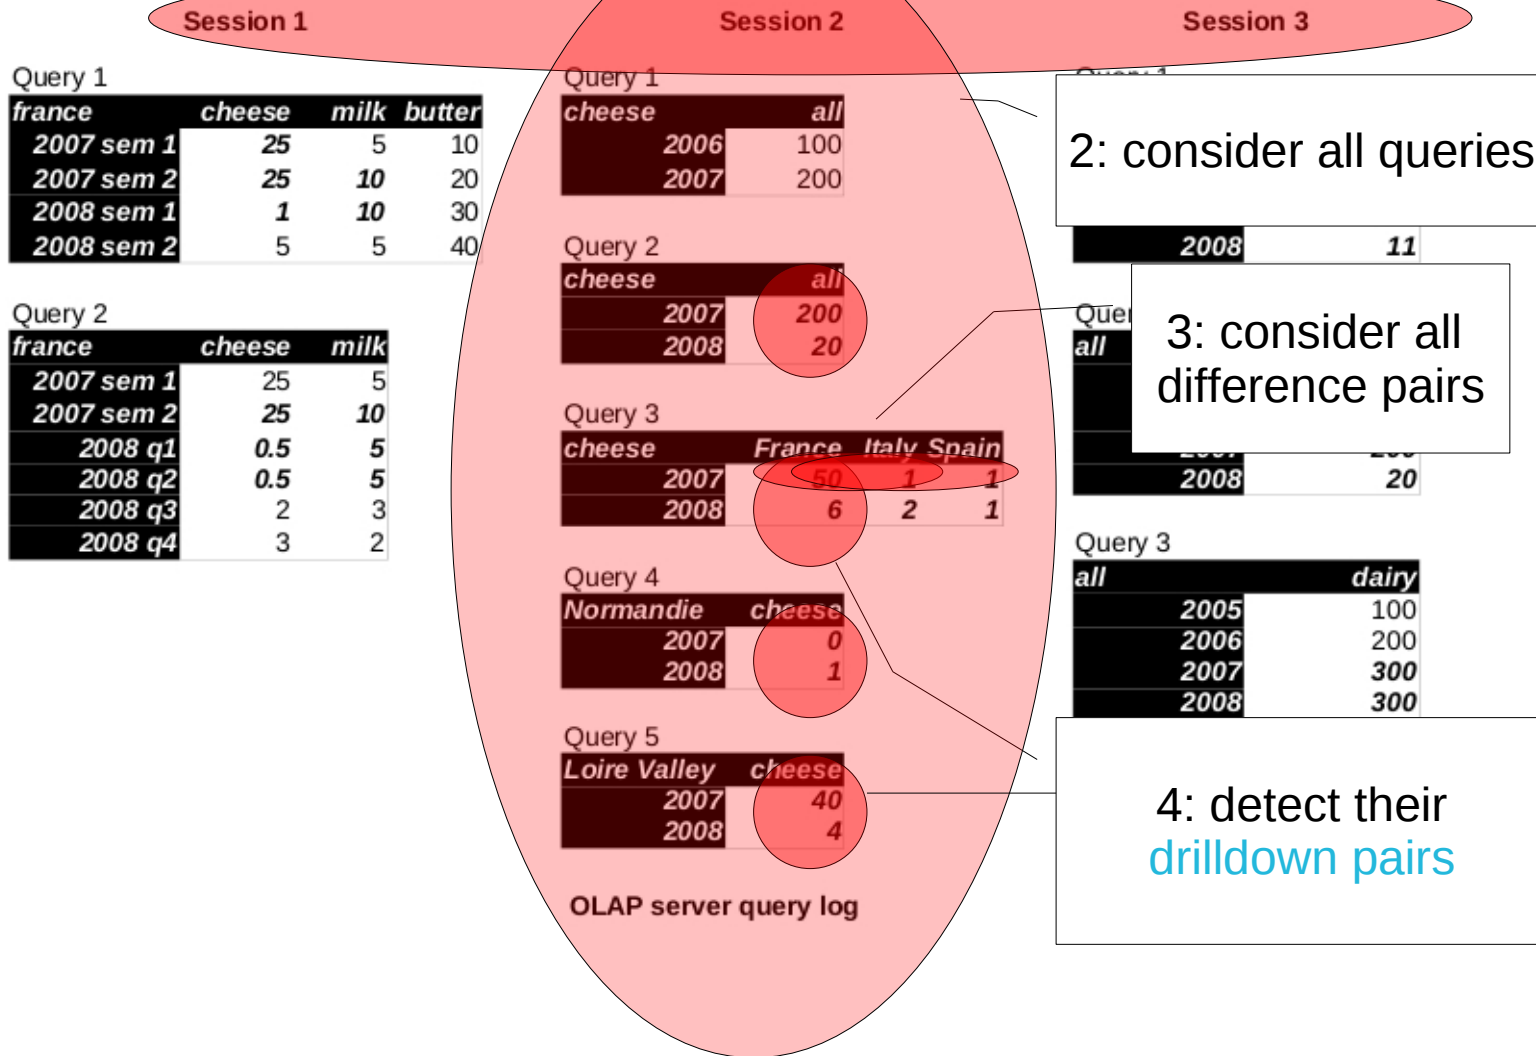 Session 1 Session 2 Session 3
Query 1
france cheese milk butter
2007 sem 1 25 5 10
2007 sem 2 25 10 20
2008 sem 1 1 10 30
2008 sem 2 5 5 40
Query 2
france cheese milk
2007 sem 1 25 5
2007 sem 2 25 10
2008 q1 0.5 5
2008 q2 0.5 5
2008 q3 2 3
2008 q4 3 2
Query 1
cheese all
2006 100
2007 200
Query 2
cheese all
2007 200
2008 20
Query 3
cheese France Italy Spain
2007 50 1 1
2008 6 2 1
Query 4
Normandie cheese
2007 0
2008 1
Query 5
Loire Valley cheese
2007 40
2008 4
OLAP server query log
2: consider all queries
2008 11
3: consider all
difference pairs
all
2008 20
Query 3
all dairy
2005 100
2006 200
2007 300
2008 300
4: detect their
drilldown pairs